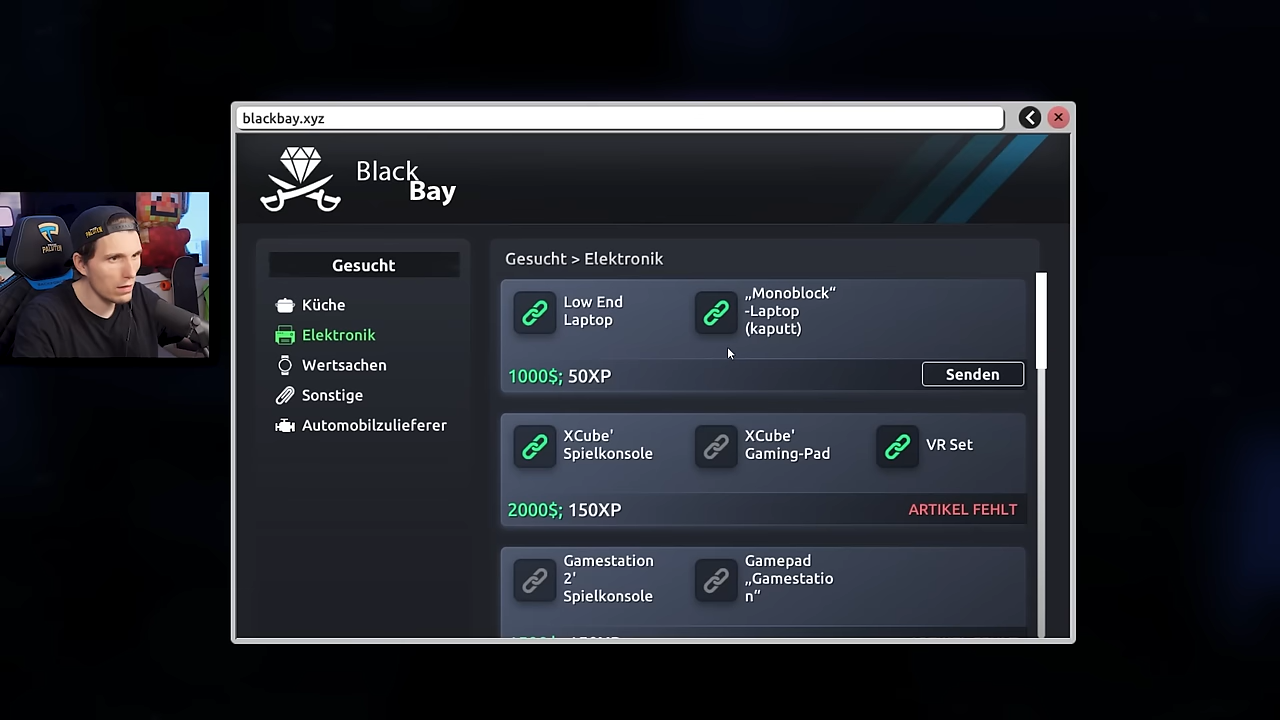 blackbay.xyz
Black
Bay
Gesucht
Küche
Elektronik
Wertsachen
Sonstige
Automobilzulieferer
Gesucht > Elektronik
Low End
Laptop
„Monoblock“
-Laptop
(kaputt)
1000$; 50XP
Senden
XCube'
Spielkonsole
XCube'
Gaming-Pad
VR Set
2000$; 150XP
ARTIKEL FEHLT
Gamestation
2'
Spielkonsole
Gamepad
„Gamestatio
n“
PALUTEN